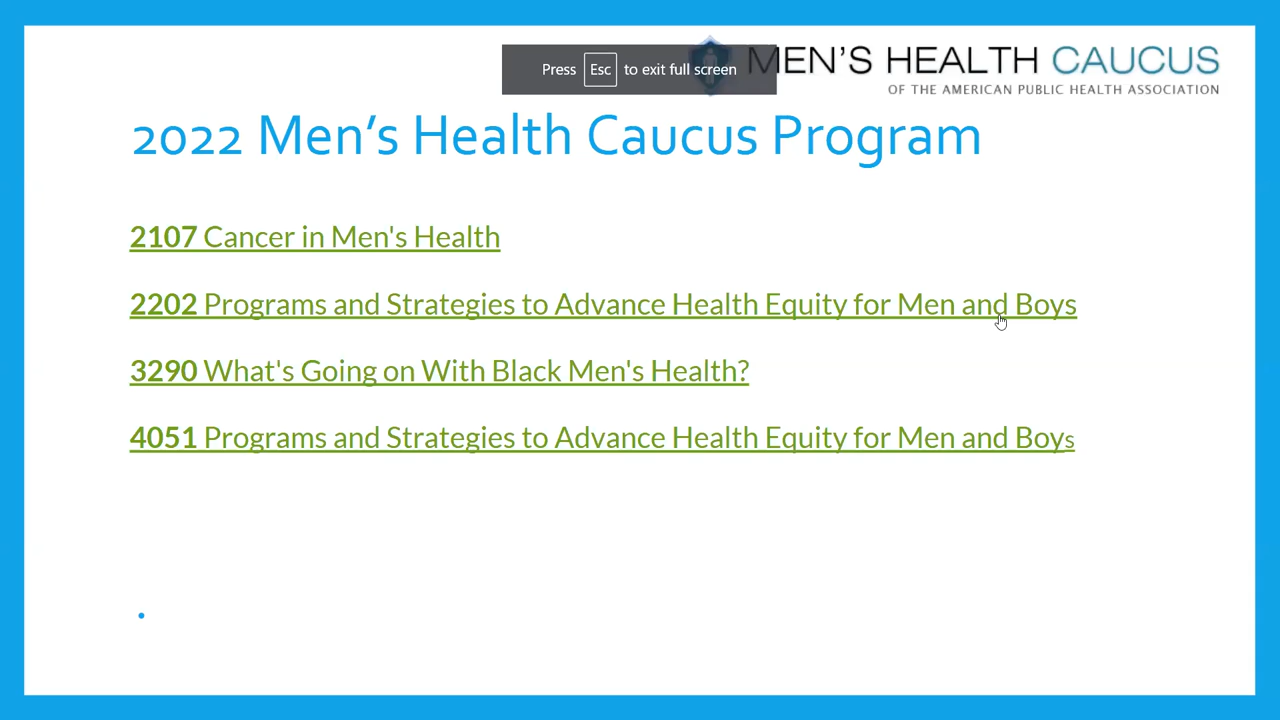 Press Esc to exit full screen
MEN'S HEALTH CAUCUS
OF THE AMERICAN PUBLIC HEALTH ASSOCIATION
2022 Men’s Health Caucus Program
2107 Cancer in Men's Health
2202 Programs and Strategies to Advance Health Equity for Men and Boys
3290 What's Going on With Black Men's Health?
4051 Programs and Strategies to Advance Health Equity for Men and Boys